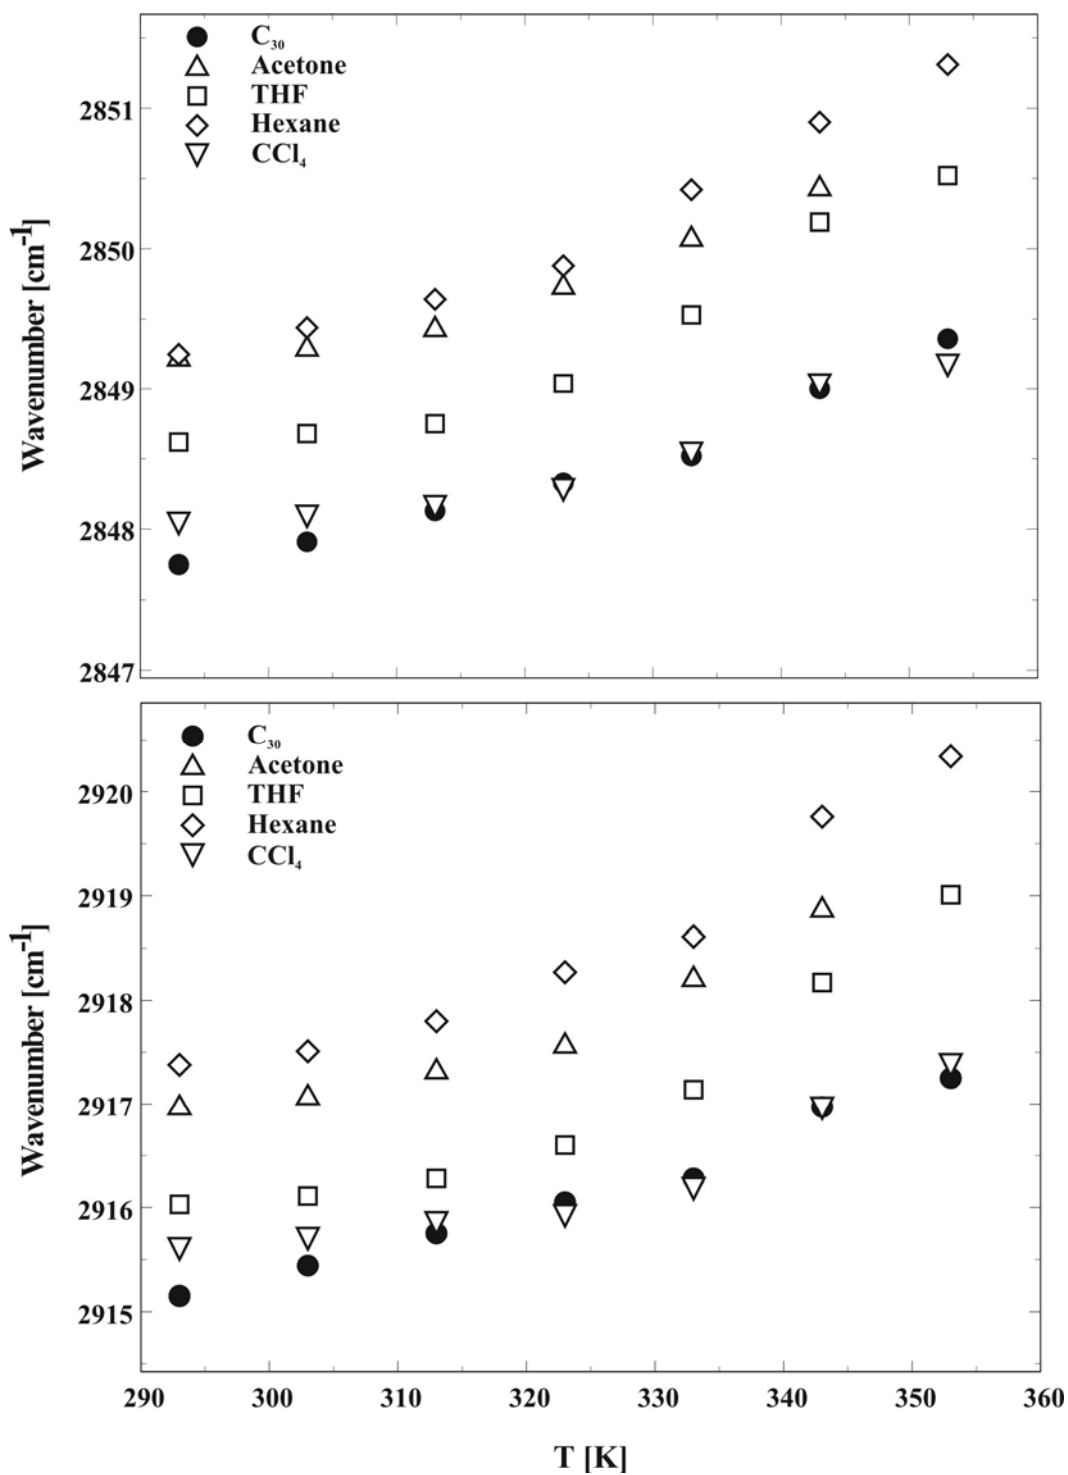 C₃₀
Acetone
THF
Hexane
CCl₄
2851
2850
2849
2848
2847
Wavenumber [cm⁻¹]
C₃₀
Acetone
THF
Hexane
CCl₄
2920
2919
2918
2917
2916
2915
Wavenumber [cm⁻¹]
290 300 310 320 330 340 350 360
T [K]